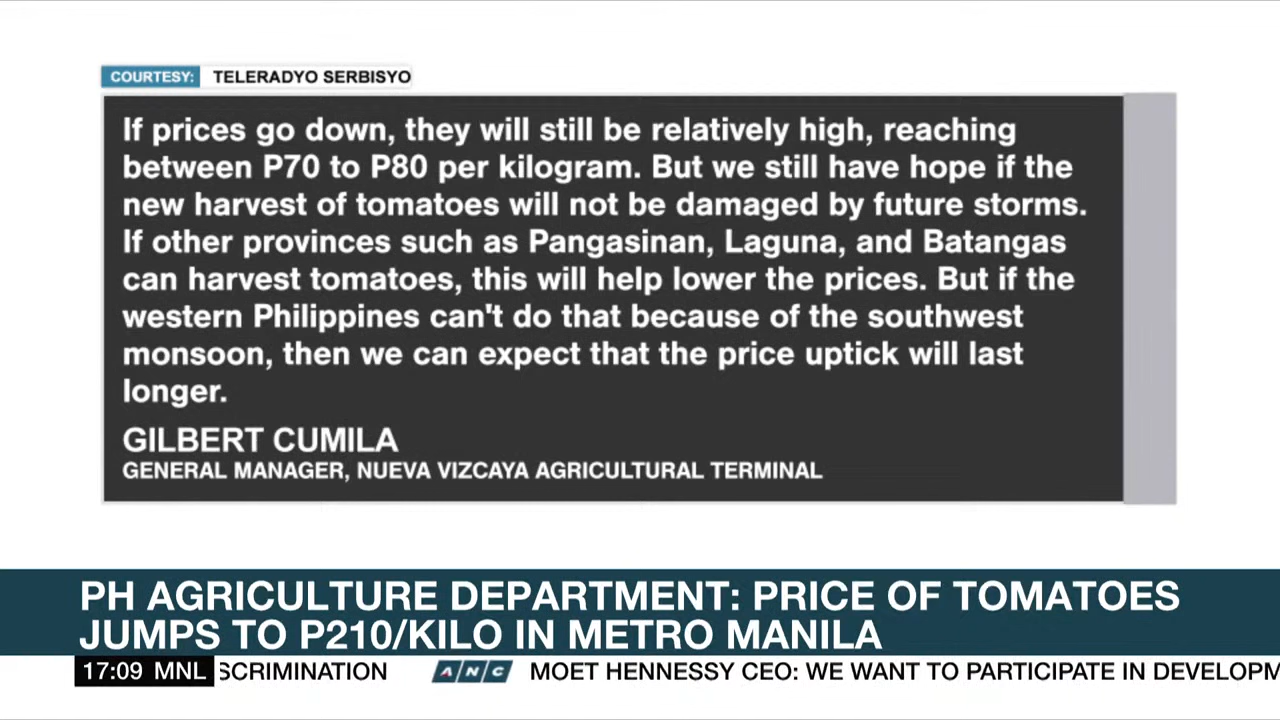 COURTESY: TELERADYO SERBISYO
If prices go down, they will still be relatively high, reaching
between P70 to P80 per kilogram. But we still have hope if the
new harvest of tomatoes will not be damaged by future storms.
If other provinces such as Pangasinan, Laguna, and Batangas
can harvest tomatoes, this will help lower the prices. But if the
western Philippines can't do that because of the southwest
monsoon, then we can expect that the price uptick will last
longer.
GILBERT CUMILA
GENERAL MANAGER, NUEVA VIZCAYA AGRICULTURAL TERMINAL
PH AGRICULTURE DEPARTMENT: PRICE OF TOMATOES
JUMPS TO P210/KILO IN METRO MANILA
17:09 MNL SCRIMINATION ANC MOET HENNESSY CEO: WE WANT TO PARTICIPATE IN DEVELOPM